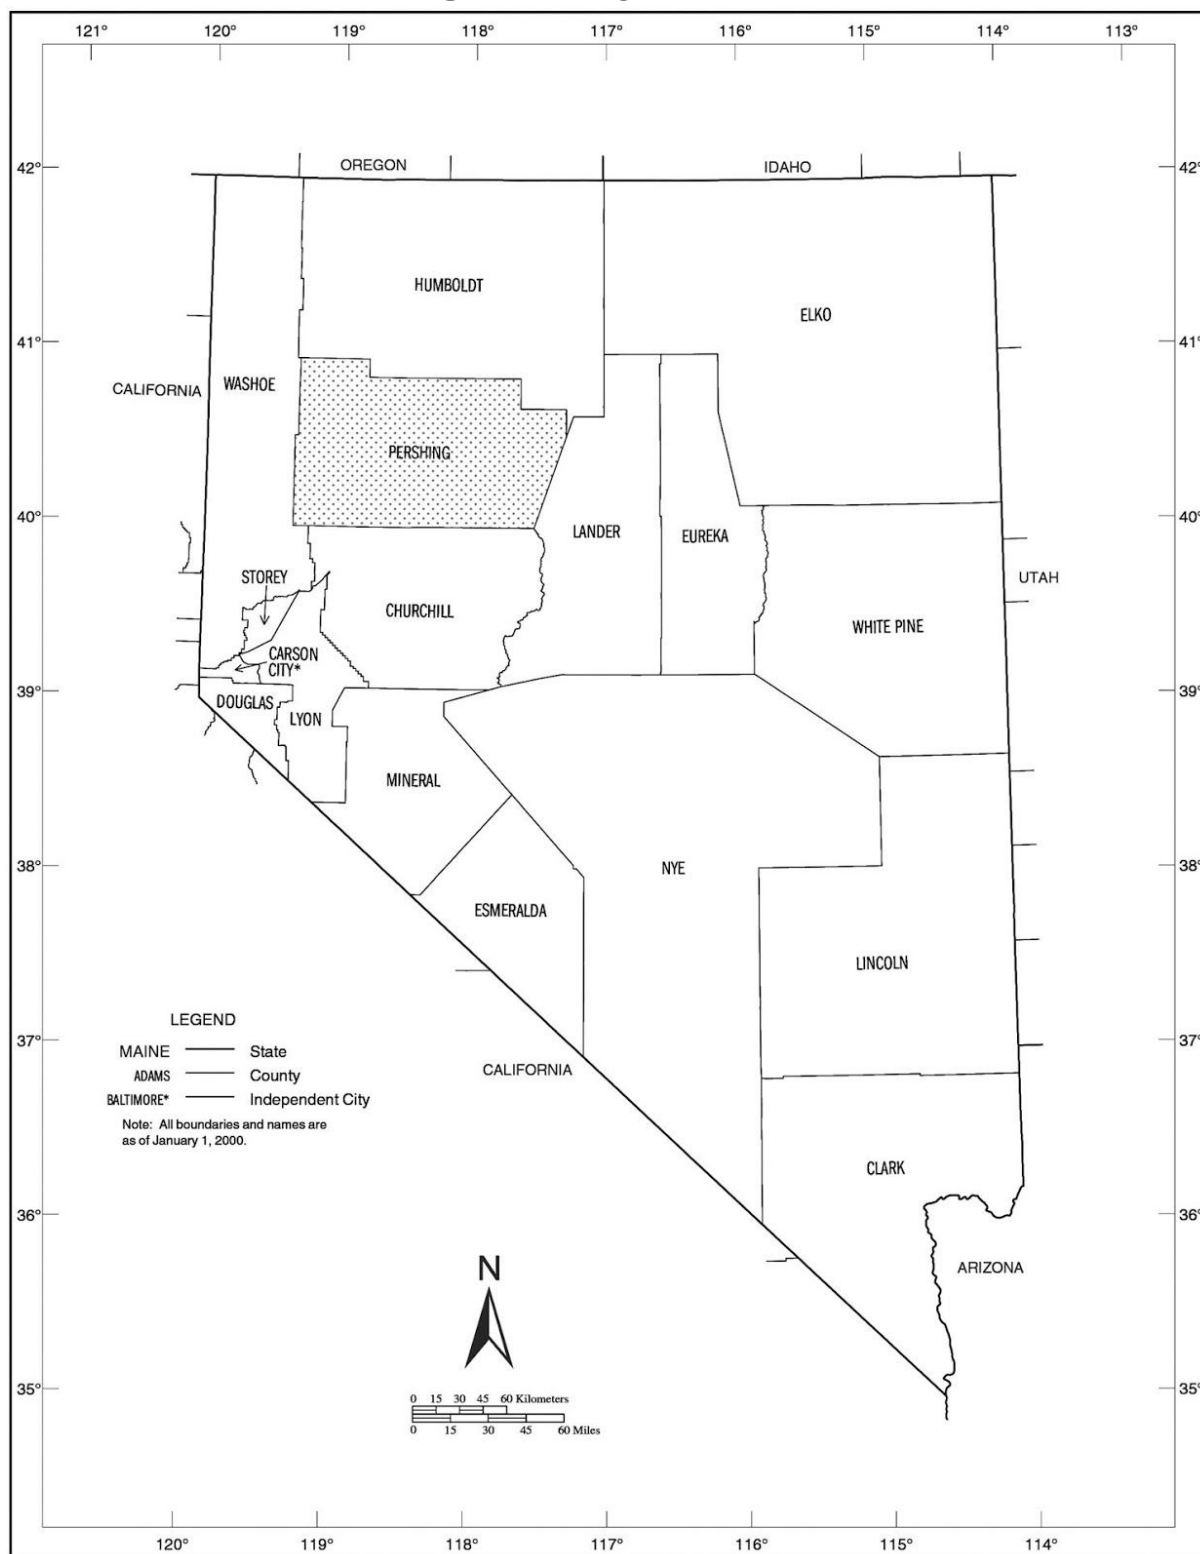 121° 120° 119° 118° 117° 116° 115° 114° 113°
42° OREGON IDAHO 42°
HUMBOLDT
ELKO
41° 41°
CALIFORNIA WASHOE
PERSHING
40° LANDER EUREKA 40°
STOREY UTAH
CHURCHILL WHITE PINE
CARSON
CITY*
39° 39°
DOUGLAS LYON
MINERAL
38° NYE 38°
ESMERALDA
LINCOLN
LEGEND
37° 37°
MAINE State
CALIFORNIA
ADAMS County
BALTIMORE* Independent City
Note: All boundaries and names are
as of January 1, 2000.
CLARK
36° 36°
N ARIZONA
35° 35°
0 15 30 45 60 Kilometers
0 15 30 45 60 Miles
120° 119° 118° 117° 116° 115° 114°